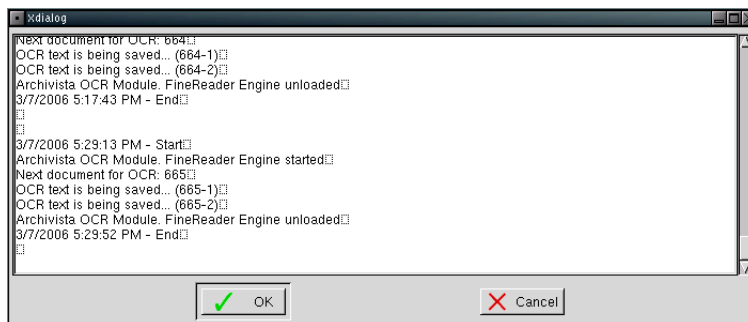 Xdialog
Next document for OCR: 664
OCR text is being saved... (664-1)
OCR text is being saved... (664-2)
Archivista OCR Module. FineReader Engine unloaded
3/7/2006 5:17:43 PM - End
3/7/2006 5:29:13 PM - Start
Archivista OCR Module. FineReader Engine started
Next document for OCR: 665
OCR text is being saved... (665-1)
OCR text is being saved... (665-2)
Archivista OCR Module. FineReader Engine unloaded
3/7/2006 5:29:52 PM - End
OK
Cancel